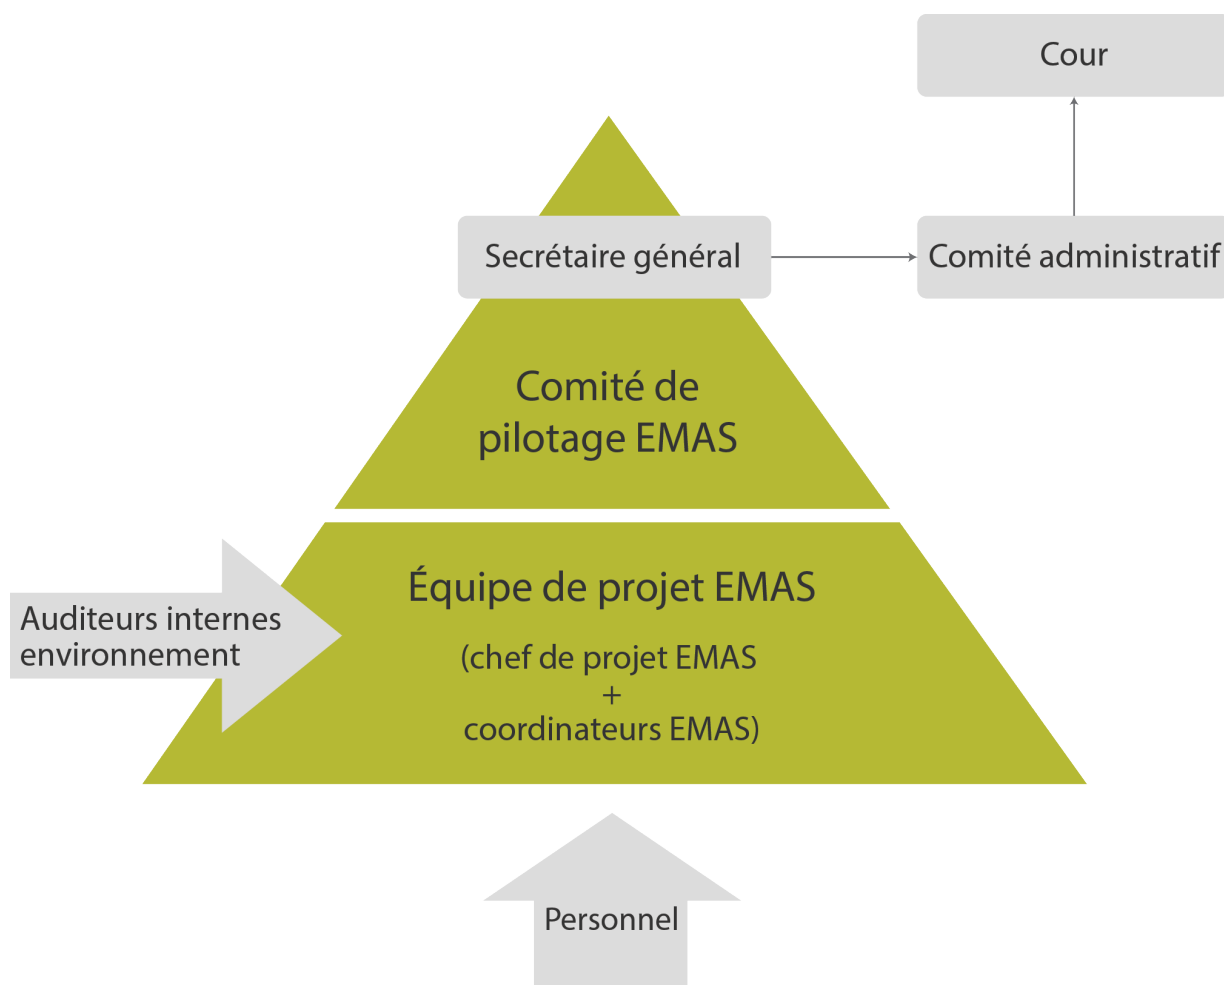 Cour
Secrétaire général
Comité administratif
Comité de
pilotage EMAS
Équipe de projet EMAS
(chef de projet EMAS
+
coordinateurs EMAS)
Auditeurs internes
environnement
Personnel